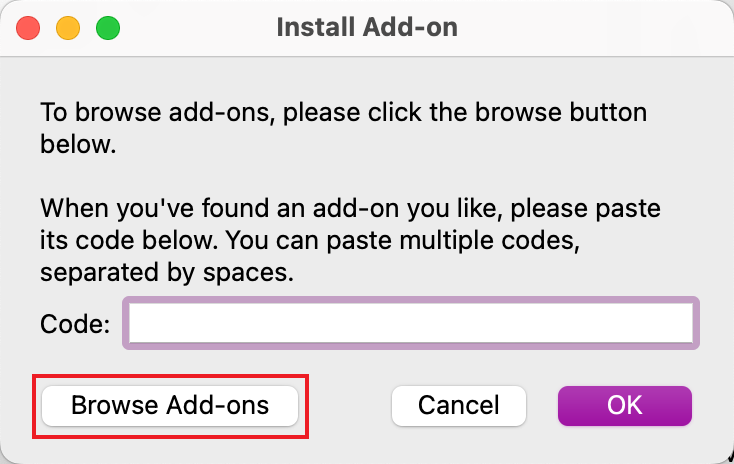 Install Add-on
To browse add-ons, please click the browse button
below.
When you've found an add-on you like, please paste
its code below. You can paste multiple codes,
separated by spaces.
Code:
Browse Add-ons Cancel OK